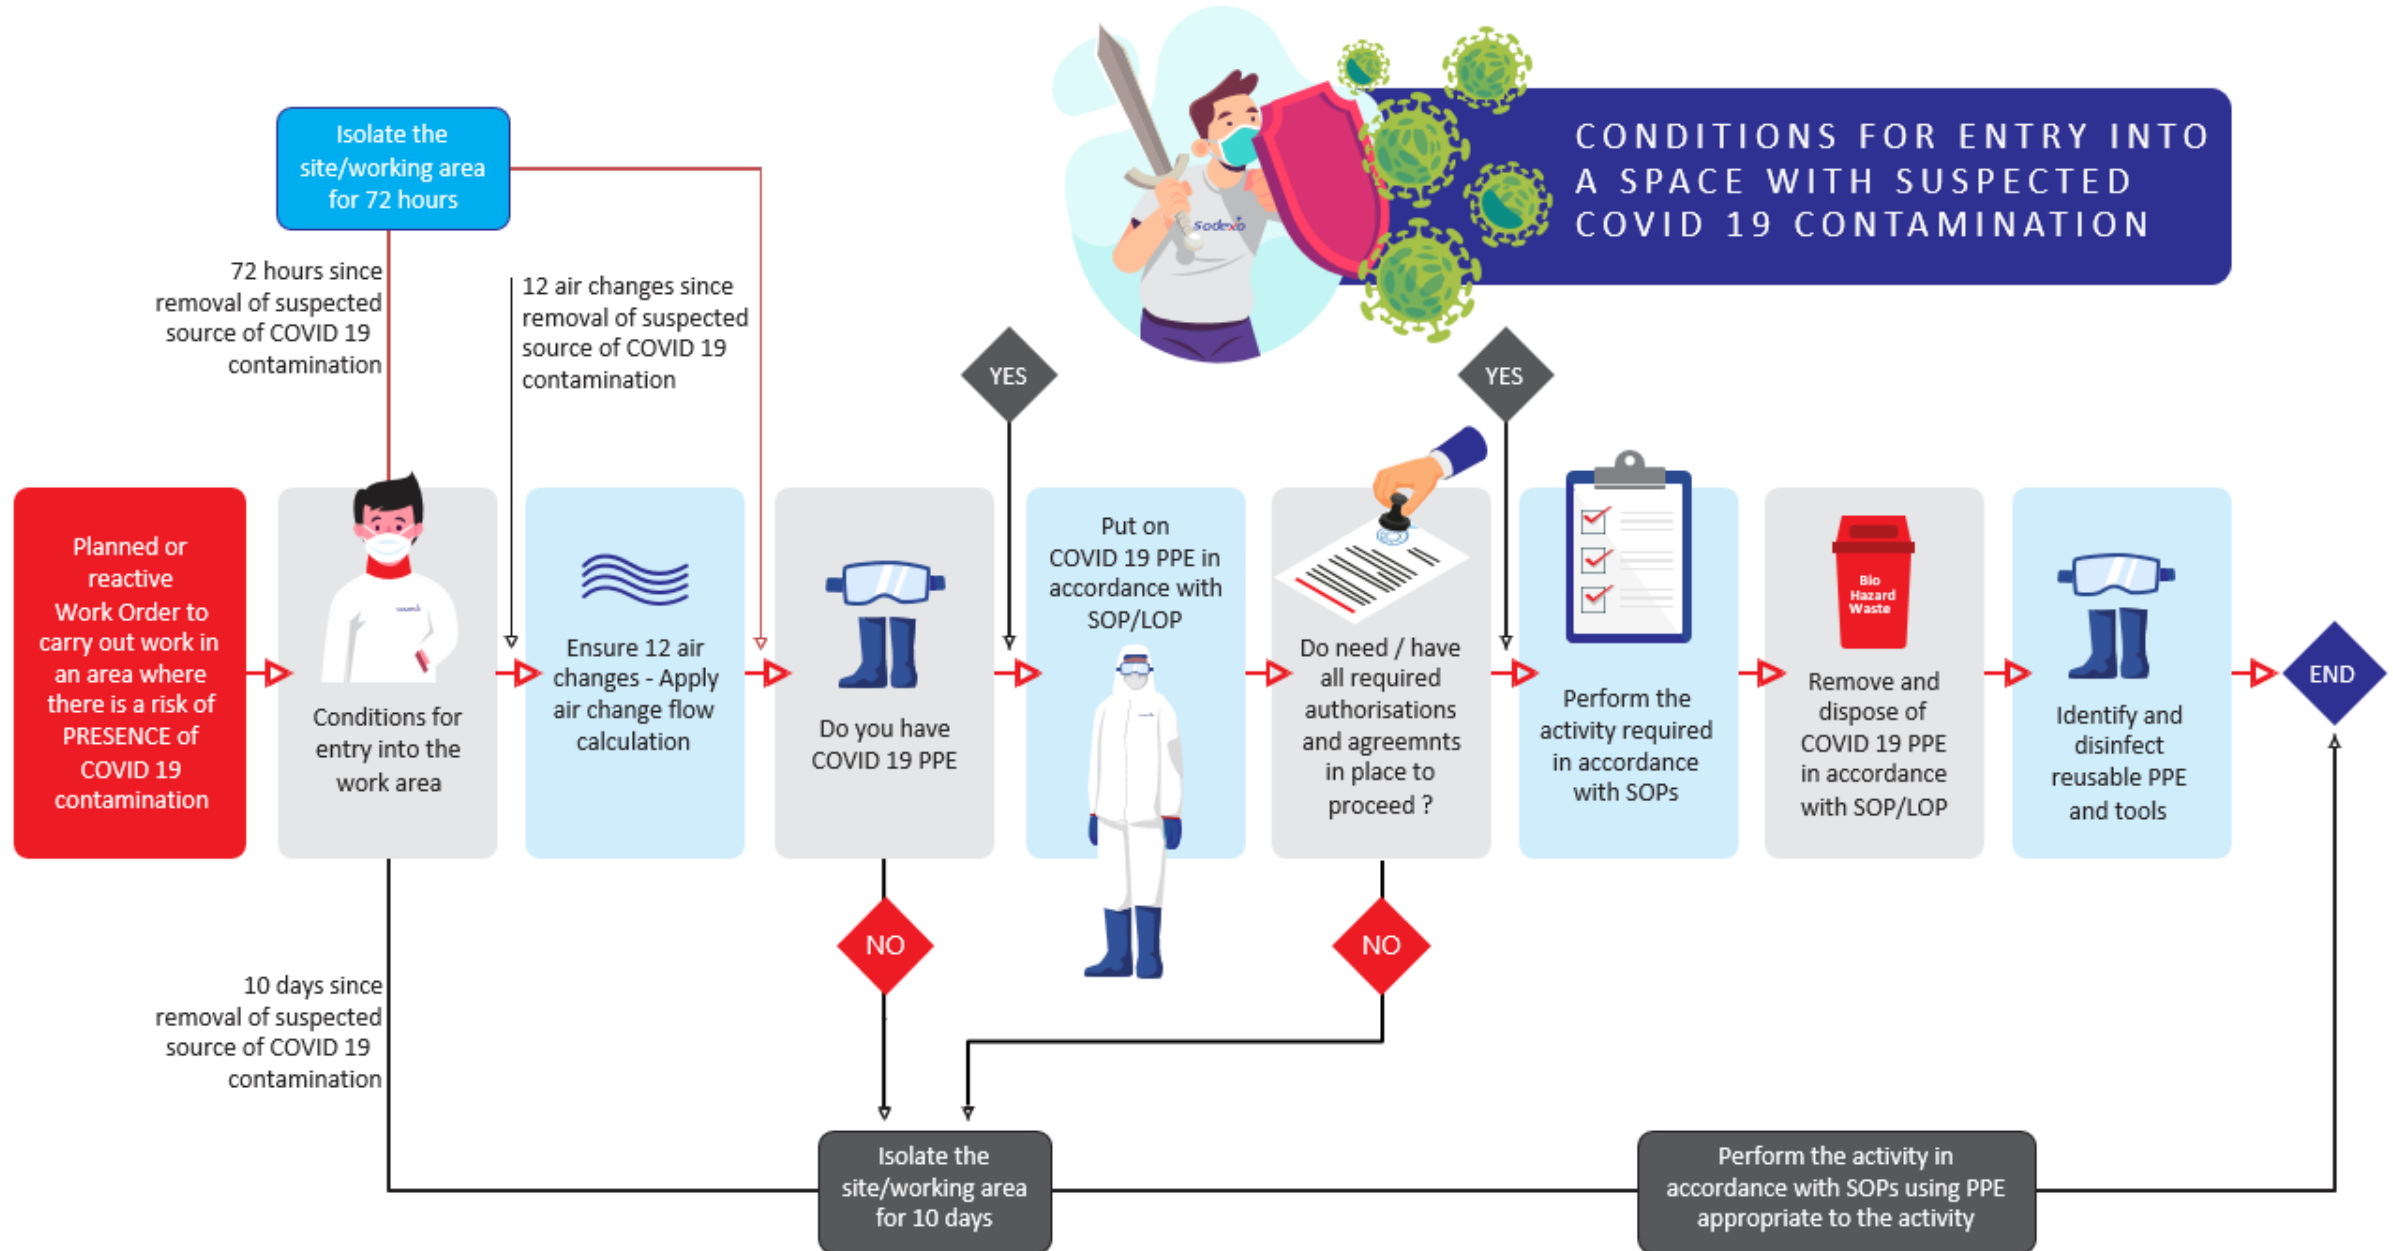 CONDITIONS FOR ENTRY INTO
A SPACE WITH SUSPECTED
COVID 19 CONTAMINATION
sodexo
Isolate the
site/working area
for 72 hours
72 hours since
removal of suspected
source of COVID 19
contamination
12 air changes since
removal of suspected
source of COVID 19
contamination
YES
YES
Planned or
reactive
Work Order to
carry out work in
an area where
there is a risk of
PRESENCE of
COVID 19
contamination
Conditions for
entry into the
work area
Ensure 12 air
changes - Apply
air change flow
calculation
Do you have
COVID 19 PPE
Put on
COVID 19 PPE in
accordance with
SOP/LOP
Do need / have
all required
authorisations
and agreemnts
in place to
proceed ?
Perform the
activity required
in accordance
with SOPs
Bio
Hazard
Waste
Remove and
dispose of
COVID 19 PPE
in accordance
with SOP/LOP
Identify and
disinfect
reusable PPE
and tools
END
NO
NO
10 days since
removal of suspected
source of COVID 19
contamination
Isolate the
site/working area
for 10 days
Perform the activity in
accordance with SOPs using PPE
appropriate to the activity